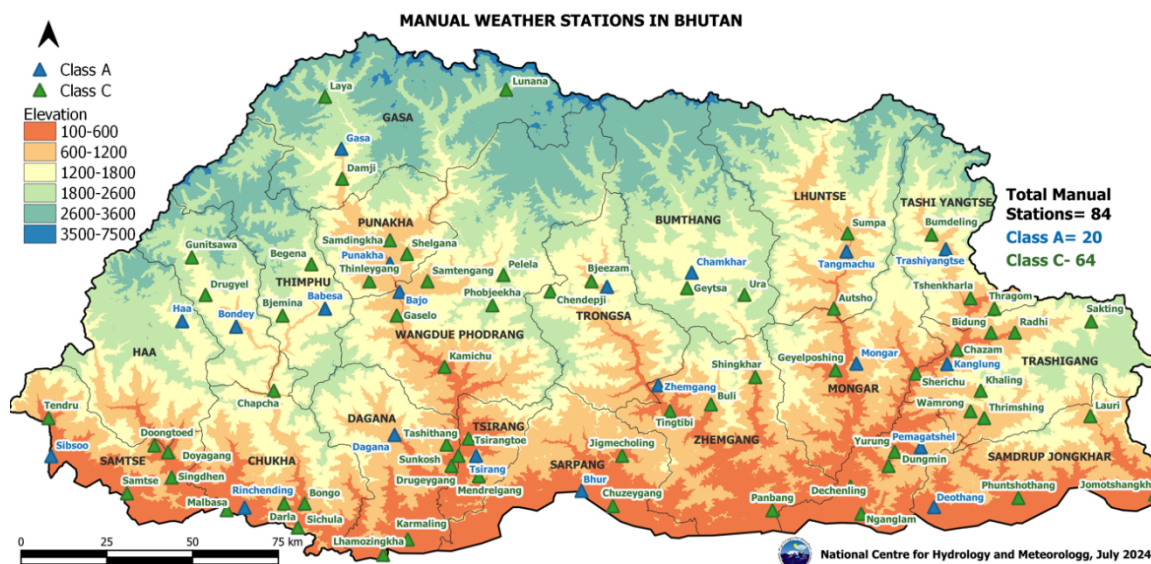 MANUAL WEATHER STATIONS IN BHUTAN
Class A
Class C
Elevation
100-600
600-1200
1200-1800
1800-2600
2600-3600
3500-7500
Total Manual
Stations= 84
Class A= 20
Class C- 64
Laya
Lunana
GASA
Gasa
Damji
LHUNTSE
TASHI YANGTSE
PUNAKHA
BUMTHANG
Sumpa
Bumdeling
Samdingkha
Shelgana
Gunitsawa
Begena
Punakha
Tangmachu
Trashiyangtse
Thinleygang
Samtengang
Pelela
Bjeezam
Chamkhar
Drugyel
THIMPHU
Babesa
Bajo
Phobjeekha
Chendepji
Geytsa
Ura
Tshenkharla
Thragom
Haa
Bondey
Bjemina
Gaselo
TRONGSA
Autsho
Sakting
WANGDUE PHODRANG
Bidung
Radhi
HAA
Kamichu
Shingkhar
Geyelposhing
Mongar
Chazam
TRASHIGANG
Kanglung
Chapcha
Zhemgang
MONGAR
Sherichu
Khaling
Tendru
DAGANA
Buli
Wamrong
Thrimshing
Lauri
Tingtibi
TSIRANG
Doongtoed
Tashithang
Tsirangtoe
Jigmecholing
ZHEMGANG
Yurung
Pemagatshel
Sibsoo
Dagana
Doyagang
SAMTSE
CHUKHA
Sunkosh
Tsirang
SARPANG
Dungmin
SAMDRUP JONGKHAR
Samtse
Singdhen
Drugeygang
Mendrelgang
Rinchending
Bongo
Bhur
Chuzeygang
Panbang
Dechenling
Deothang
Phuntshothang
Jomotshangkha
Malbasa
Darla
Sichula
Karmaling
Nganglam
Lhamozingkha
0 25 50 75 km
National Centre for Hydrology and Meteorologg, July 2024